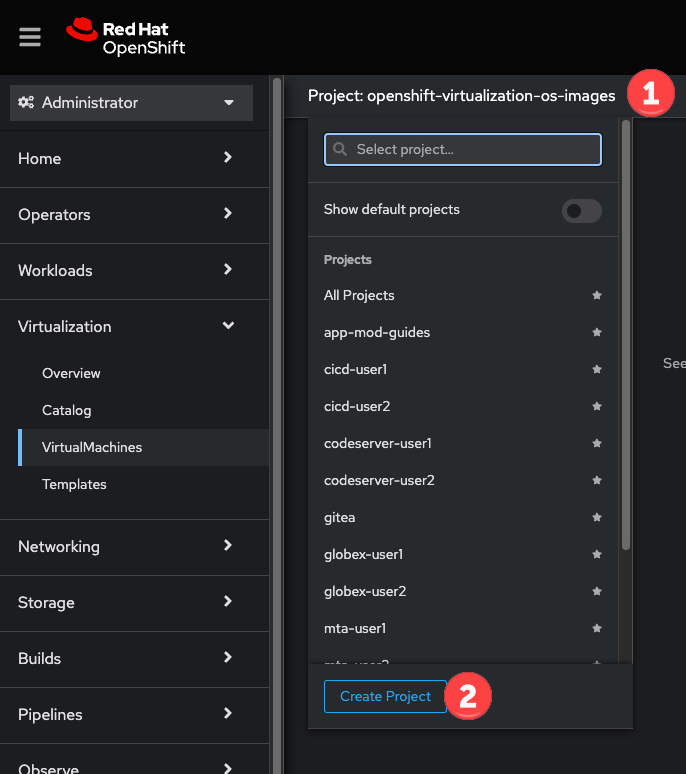 Red Hat
OpenShift
Administrator
Project: openshift-virtualization-os-images
1
Home
Operators
Workloads
Virtualization
Overview
Catalog
VirtualMachines
Templates
Networking
Storage
Builds
Pipelines
Observe
Select project...
Show default projects
Projects
All Projects
app-mod-guides
cicd-user1
cicd-user2
codeserver-user1
codeserver-user2
gitea
globex-user1
globex-user2
mta-user1
mta-user2
Create Project
2
See